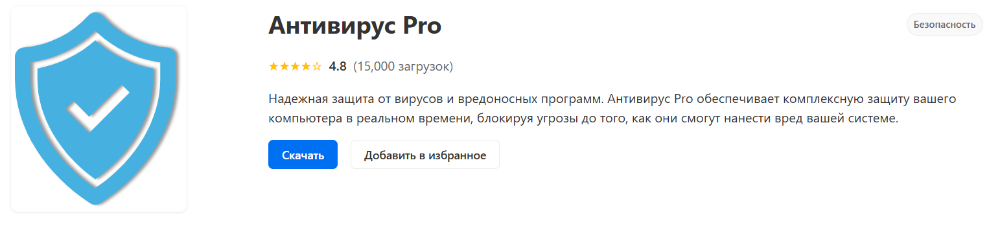 Антивирус Pro
Безопасность
★★★★☆ 4.8 (15,000 загрузок)
Надежная защита от вирусов и вредоносных программ. Антивирус Pro обеспечивает комплексную защиту вашего
компьютера в реальном времени, блокируя угрозы до того, как они смогут нанести вред вашей системе.
Скачать
Добавить в избранное